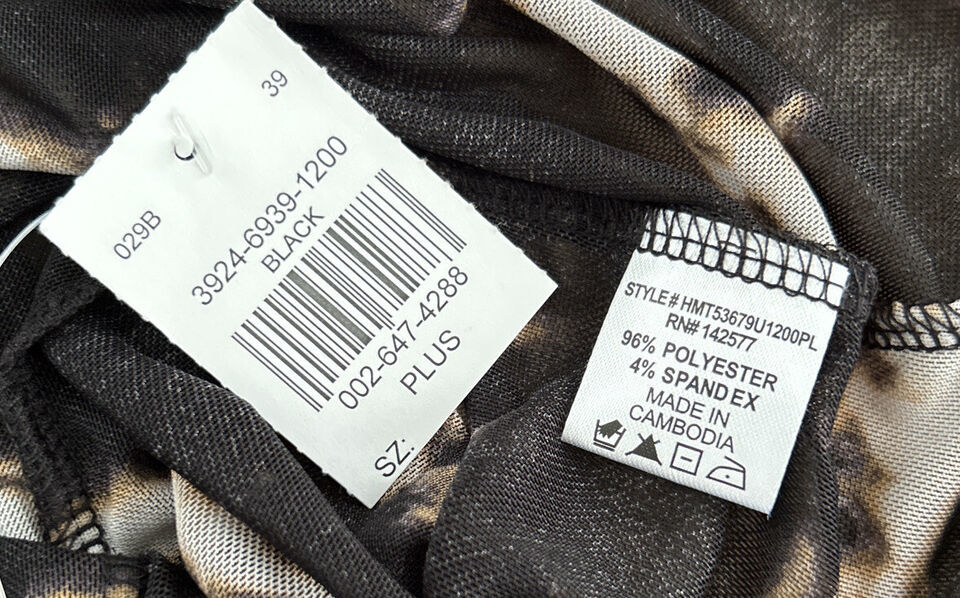 39
029B
3924-6939-1200
BLACK
002-647-4288
PLUS
SZ:
STYLE# HMT53679U1200PL
RN# 142577
96% POLYESTER
4% SPANDEX
MADE IN
CAMBODIA